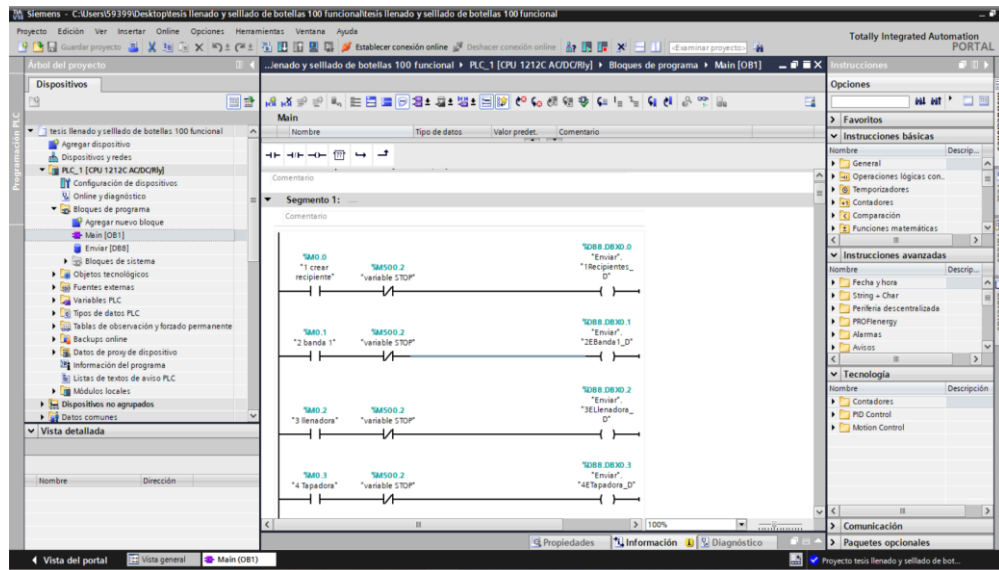 Siemens - C:\Users\59399\Desktop\tesis llenado y selllado de botellas 100 funcional\tesis llenado y selllado de botellas 100 funcional
Proyecto Edición Ver Insertar Online Opciones Herramientas Ventana Ayuda
Guardar proyecto Establecer conexión online Deshacer conexión online <Examinar proyecto>
Totally Integrated Automation
PORTAL
Árbol del proyecto
...lenado y selllado de botellas 100 funcional PLC_1 [CPU 1212C AC/DC/Rly] Bloques de programa Main [OB1]
Instrucciones
Dispositivos
Opciones
Programación PLC
Main
Nombre Tipo de datos Valor predet. Comentario
Comentario
Segmento 1: ....
Comentario
tesis llenado y selllado de botellas 100 funcional
Agregar dispositivo
Dispositivos y redes
PLC_1 [CPU 1212C AC/DC/Rly]
Configuración de dispositivos
Online y diagnóstico
Bloques de programa
Agregar nuevo bloque
Main [OB1]
Enviar [DB8]
Bloques de sistema
Objetos tecnológicos
Fuentes externas
Variables PLC
Tipos de datos PLC
Tablas de observación y forzado permanente
Backups online
Datos de proxy de dispositivo
Información del programa
Listas de textos de aviso PLC
Módulos locales
Dispositivos no agrupados
Datos comunes
Vista detallada
Nombre Dirección
%M0.0
"1 crear
recipiente"
%M500.2
"variable STOP"
%DB8.DBX0.0
"Enviar".
"1Recipientes_
D"
%M0.1
"2 banda 1"
%M500.2
"variable STOP"
%DB8.DBX0.1
"Enviar".
"2EBanda1_D"
%M0.2
"3 llenadora"
%M500.2
"variable STOP"
%DB8.DBX0.2
"Enviar".
"3ELlenadora_
D"
%M0.3
"4 Tapadora"
%M500.2
"variable STOP"
%DB8.DBX0.3
"Enviar".
"4ETapadora_D"
100%
Favoritos
Instrucciones básicas
Nombre Descrip...
General
Operaciones lógicas con..
Temporizadores
Contadores
Comparación
Funciones matemáticas
Instrucciones avanzadas
Nombre Descrip...
Fecha y hora
String + Char
Periferia descentralizada
PROFIenergy
Alarmas
Avisos
Tecnología
Nombre Descripción
Contadores
PID Control
Motion Control
Comunicación
Paquetes opcionales
Propiedades Información Diagnóstico
Vista del portal Vista general Main (OB1)
Proyecto tesis llenado y selllado de bot...